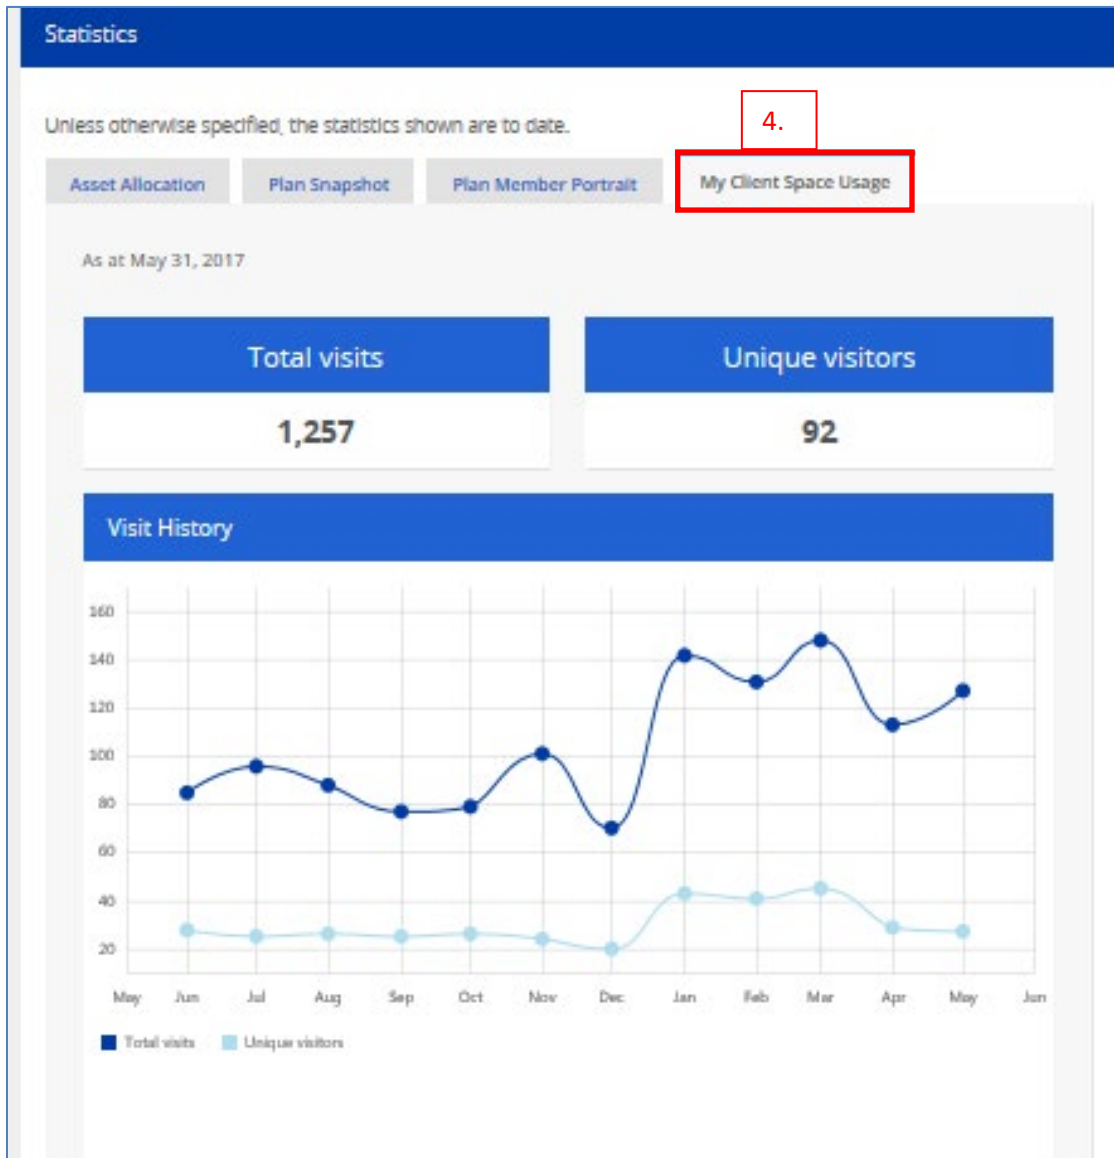 Statistics
Unless otherwise specified, the statistics shown are to date.
4.
Asset Allocation Plan Snapshot Plan Member Portrait My Client Space Usage
As at May 31, 2017
Total visits Unique visitors
1,257 92
Visit History
160
140
120
100
80
60
40
20
May Jun Jul Aug Sep Oct Nov Dec Jan Feb Mar Apr May Jun
Total visits Unique visitors